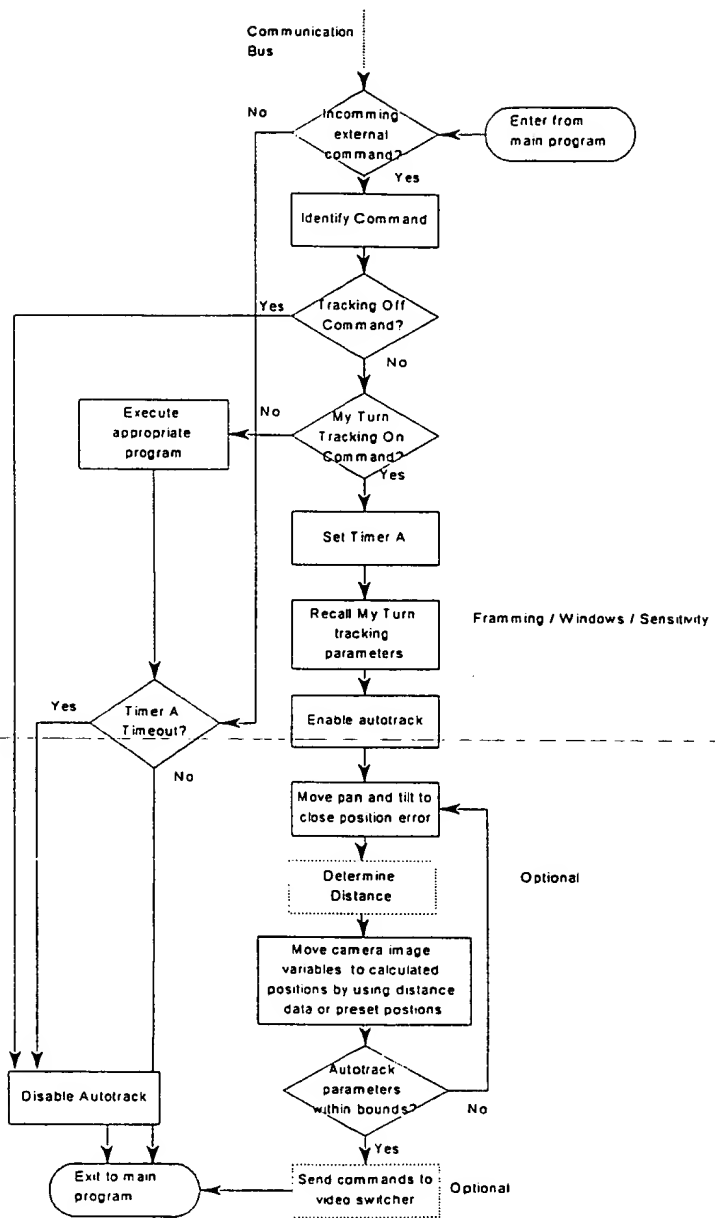 Communication
Bus
No
Incomming
external
command?
Enter from
main program
Yes
Identify Command
Yes
Tracking Off
Command?
No
Execute
appropriate
program
No
My Turn
Tracking On
Command?
Yes
Set Timer A
Recall My Turn
tracking
parameters
Framming / Windows / Sensitivity
Yes
Timer A
Timeout?
Enable autotrack
No
Move pan and tilt to
close position error
Determine
Distance
Optional
Move camera image
variables to calculated
positions by using distance
data or preset postions
Disable Autotrack
Autotrack
parameters
within bounds?
No
Yes
Exit to main
program
Send commands to
video switcher
Optional